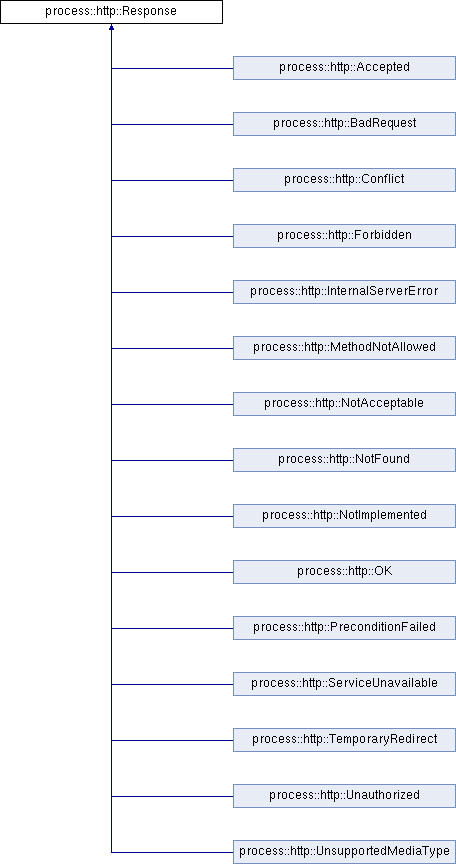 process::http::Response
process::http::Accepted
process::http::BadRequest
process::http::Conflict
process::http::Forbidden
process::http::InternalServerError
process::http::MethodNotAllowed
process::http::NotAcceptable
process::http::NotFound
process::http::NotImplemented
process::http::OK
process::http::PreconditionFailed
process::http::ServiceUnavailable
process::http::TemporaryRedirect
process::http::Unauthorized
process::http::UnsupportedMediaType